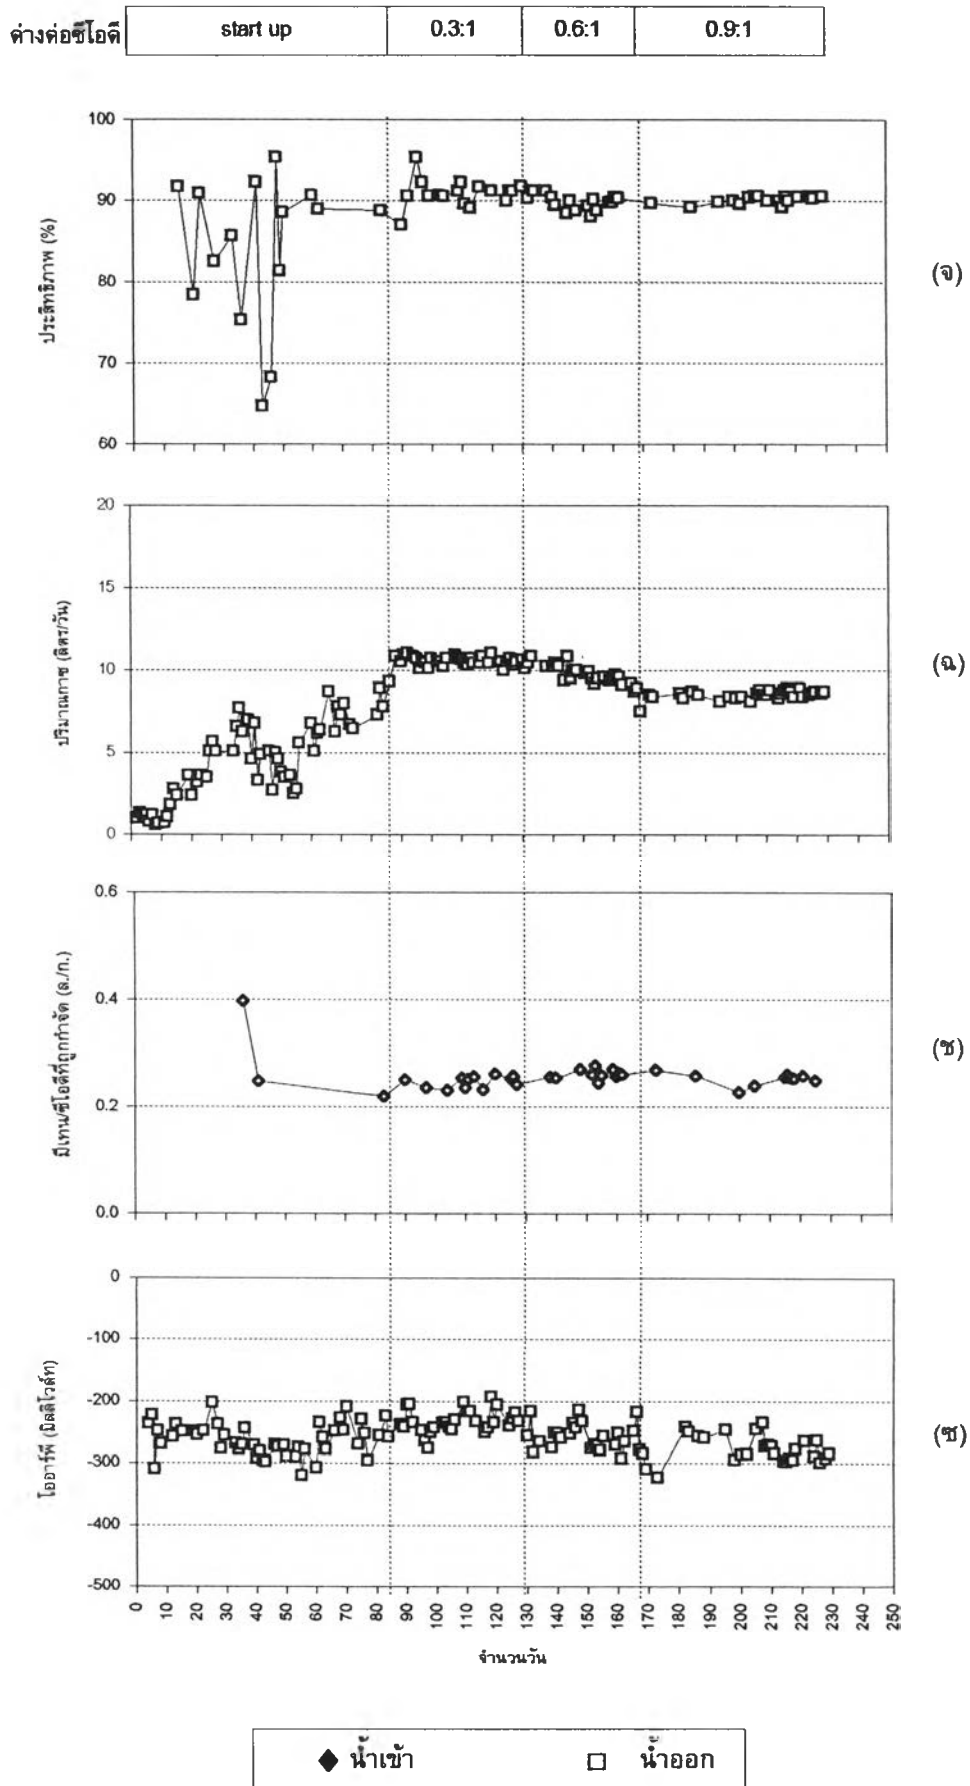 ด่างต่อซีโอดี start up 0.3:1 0.6:1 0.9:1
100
90
80
70
60
ประสิทธิภาพ (%)
(จ)
20
15
10
5
0
ปริมาณกาซ (ลิตร/วัน)
(ฉ)
0.6
0.4
0.2
0.0
มีเทน/ซีโอดีที่ถูกกำจัด (ล./ก.)
(ช)
0
-100
-200
-300
-400
-500
โออาร์พี (มิลลิโวล์ท)
(ซ)
0 10 20 30 40 50 60 70 80 90 100 110 120 130 140 150 160 170 180 190 200 210 220 230 240 250
จำนวนวัน
น้ำเข้า น้ำออก